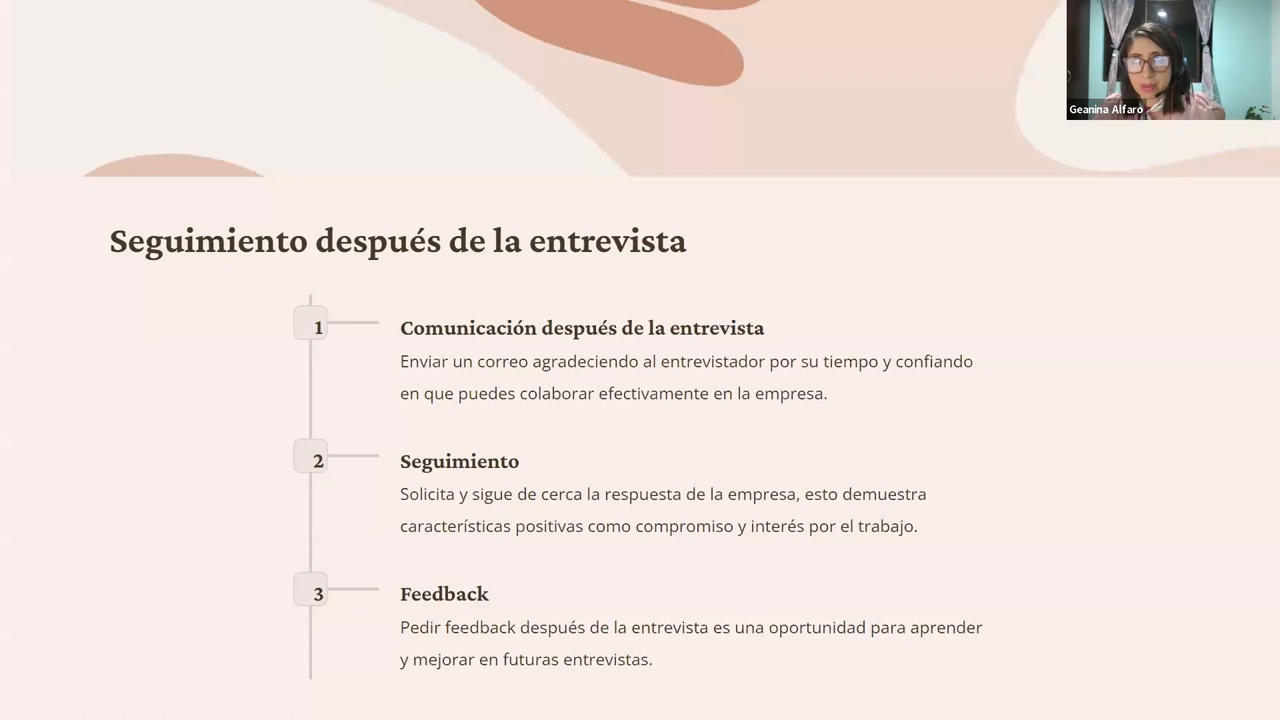 Geanina Alfaro
Seguimiento después de la entrevista
1
Comunicación después de la entrevista
Enviar un correo agradeciendo al entrevistador por su tiempo y confiando
en que puedes colaborar efectivamente en la empresa.
2
Seguimiento
Solicita y sigue de cerca la respuesta de la empresa, esto demuestra
características positivas como compromiso y interés por el trabajo.
3
Feedback
Pedir feedback después de la entrevista es una oportunidad para aprender
y mejorar en futuras entrevistas.